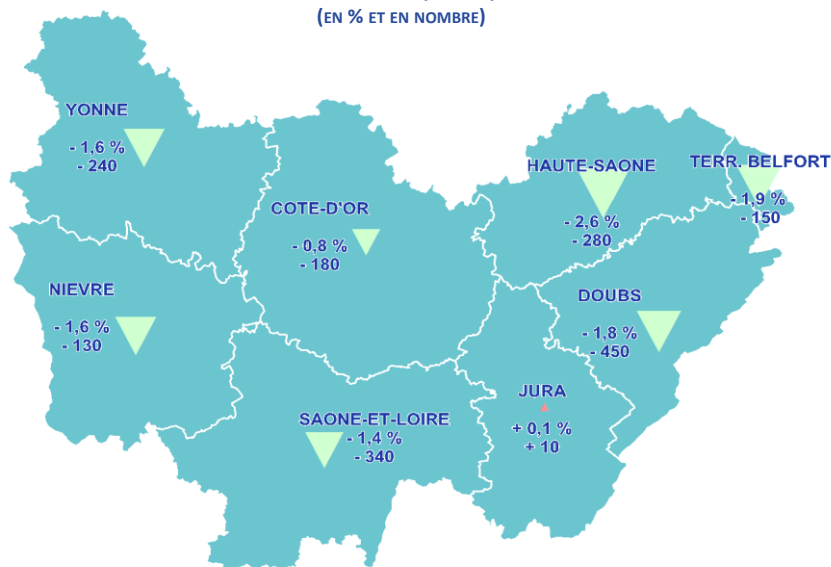 (EN % ET EN NOMBRE)
YONNE
- 1,6 %
- 240
HAUTE-SAONE
- 2,6 %
- 280
TERR. BELFORT
- 1,9 %
- 150
COTE-D'OR
- 0,8 %
- 180
NIEVRE
- 1,6 %
- 130
DOUBS
- 1,8 %
- 450
JURA
+ 0,1 %
+ 10
SAONE-ET-LOIRE
- 1,4 %
- 340